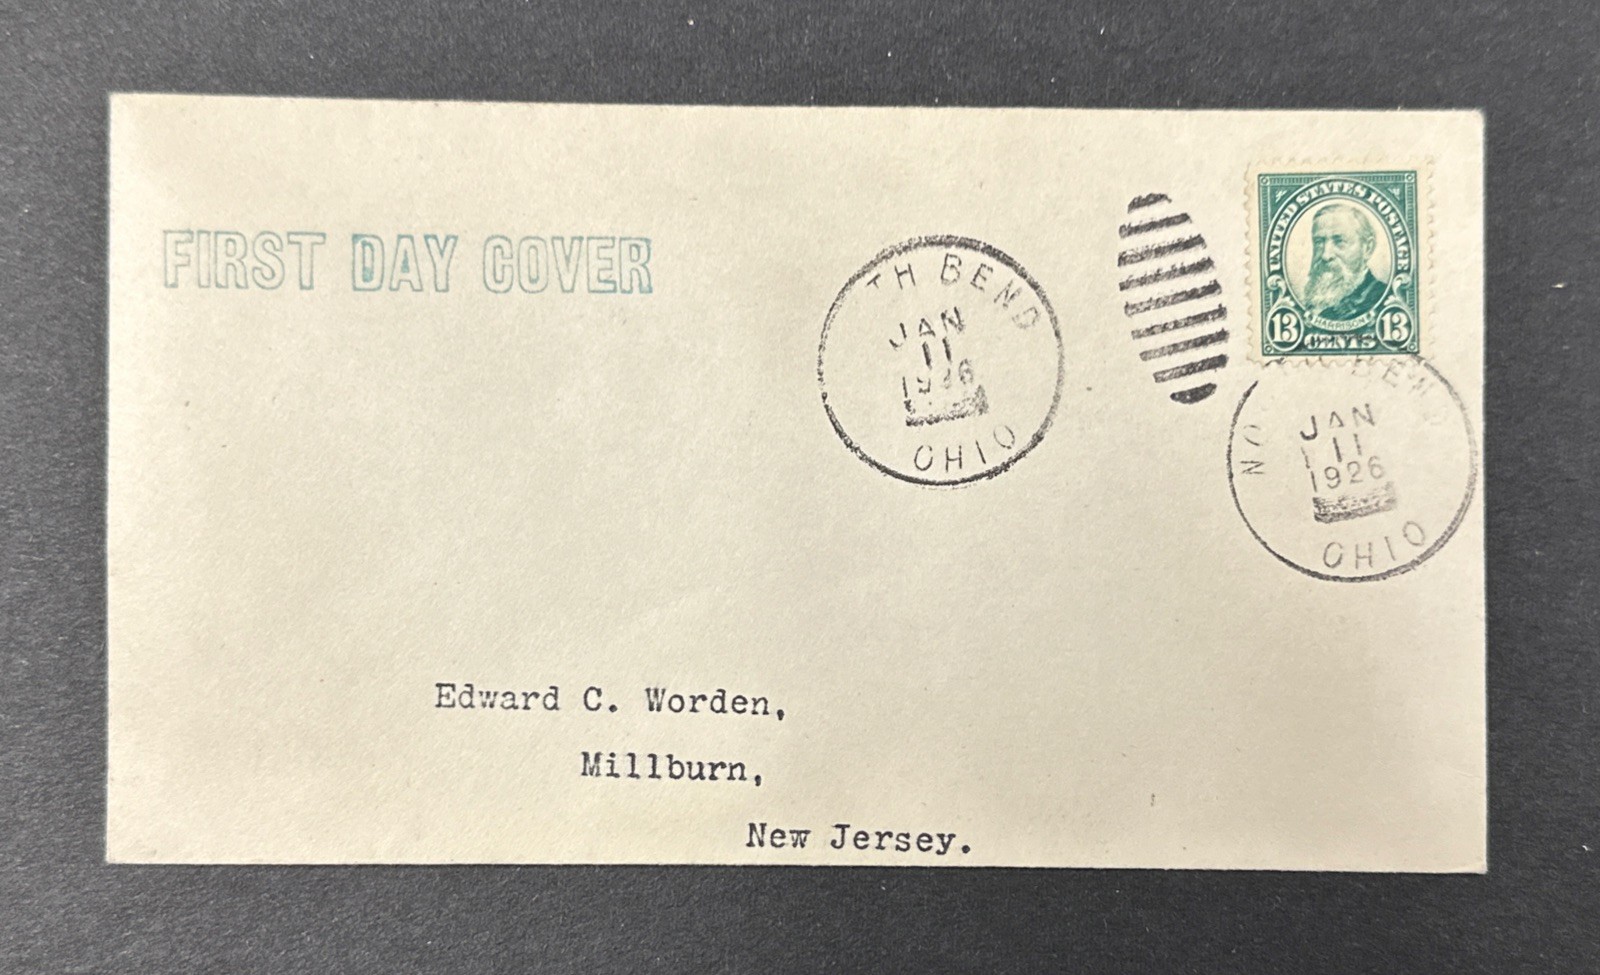 FIRST DAY COVER
TH BEND
JAN
11
1926
OHIO
UNITED STATES POSTAGE
HARRISON
13 CENTS 13
BEND
JAN
11
1926
OHIO
Edward C. Worden,
Millburn,
New Jersey.